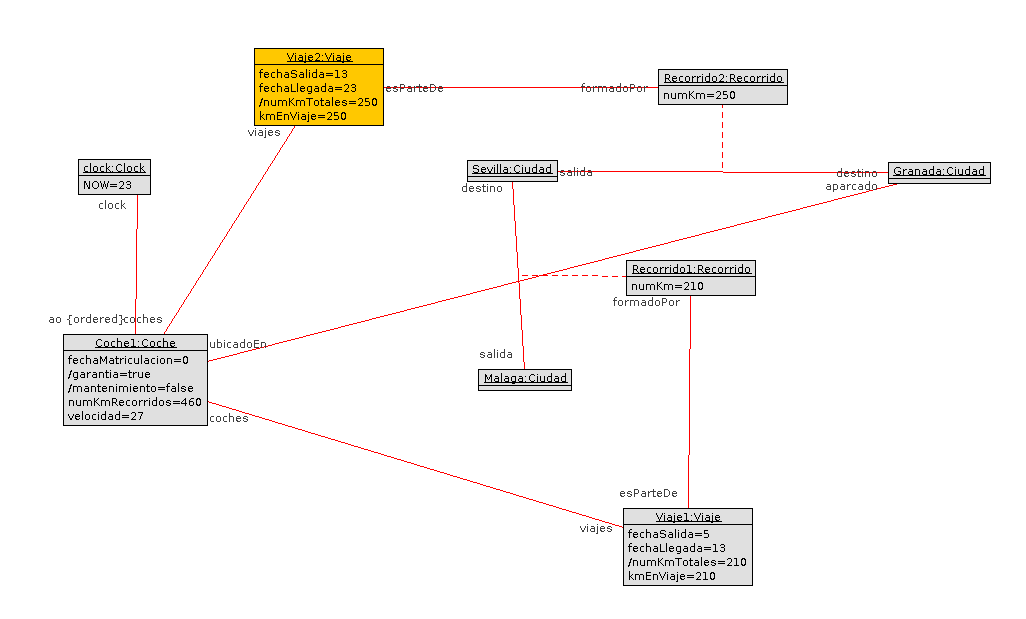 Viaje2:Viaje
fechaSalida=13
fechaLlegada=23
/numKmTotales=250
kmEnViaje=250
esParteDe
formadoPor
Recorrido2:Recorrido
numKm=250
viajes
clock:Clock
NOW=23
clock
Sevilla:Ciudad
salida
destino
destino
aparcado
Granada:Ciudad
Recorrido1:Recorrido
numKm=210
formadoPor
ao {ordered}coches
Coche1:Coche
fechaMatriculacion=0
/garantia=true
/mantenimiento=false
numKmRecorridos=460
velocidad=27
ubicadoEn
salida
Malaga:Ciudad
coches
esParteDe
viajes
Viaje1:Viaje
fechaSalida=5
fechaLlegada=13
/numKmTotales=210
kmEnViaje=210